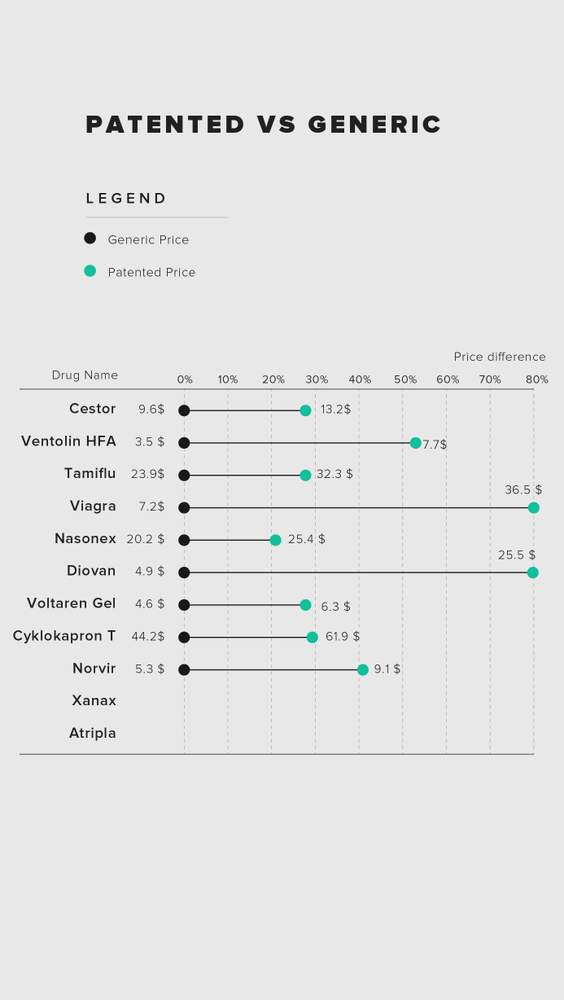 PATENTED VS GENERIC
LEGEND
Generic Price
Patented Price
Price difference
Drug Name 0% 10% 20% 30% 40% 50% 60% 70% 80%
Cestor 9.6$ 13.2$
Ventolin HFA 3.5 $ 7.7$
Tamiflu 23.9$ 32.3 $
36.5 $
Viagra 7.2$
Nasonex 20.2 $ 25.4 $
25.5 $
Diovan 4.9 $
Voltaren Gel 4.6 $ 6.3 $
Cyklokapron T 44.2$ 61.9 $
Norvir 5.3 $ 9.1 $
Xanax
Atripla